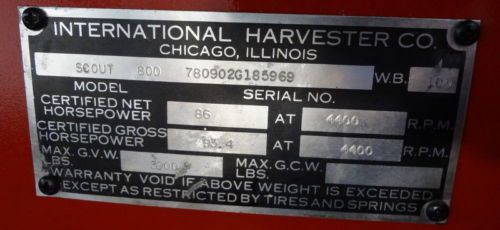 INTERNATIONAL HARVESTER CO.
CHICAGO, ILLINOIS
SCOUT 800 780902G185969 W.B. 100
MODEL SERIAL NO.
CERTIFIED NET HORSEPOWER 86 AT 4400 R.P.M.
CERTIFIED GROSS HORSEPOWER 93.4 AT 4400 R.P.M.
MAX. G.V.W. LBS. MAX. G.C.W. LBS.
WARRANTY VOID IF ABOVE WEIGHT IS EXCEEDED
EXCEPT AS RESTRICTED BY TIRES AND SPRINGS